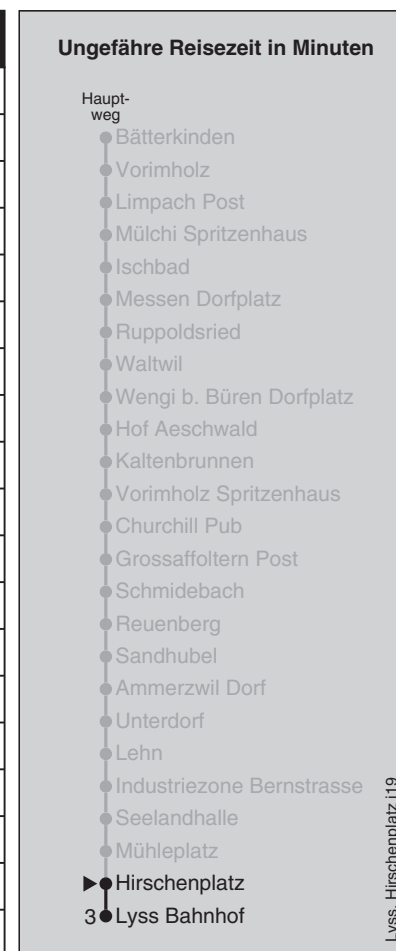 Ungefähre Reisezeit in Minuten
Haupt-
weg
Bätterkinden
Vorimholz
Limpach Post
Mülchi Spritzenhaus
Ischbad
Messen Dorfplatz
Ruppoldsried
Waltwil
Wengi b. Büren Dorfplatz
Hof Aeschwald
Kaltenbrunnen
Vorimholz Spritzenhaus
Churchill Pub
Grossaffoltern Post
Schmidebach
Reuenberg
Sandhubel
Ammerzwil Dorf
Unterdorf
Lehn
Industriezone Bernstrasse
Seelandhalle
Mühleplatz
Hirschenplatz
3 Lyss Bahnhof
Lyss, Hirschenplatz j19